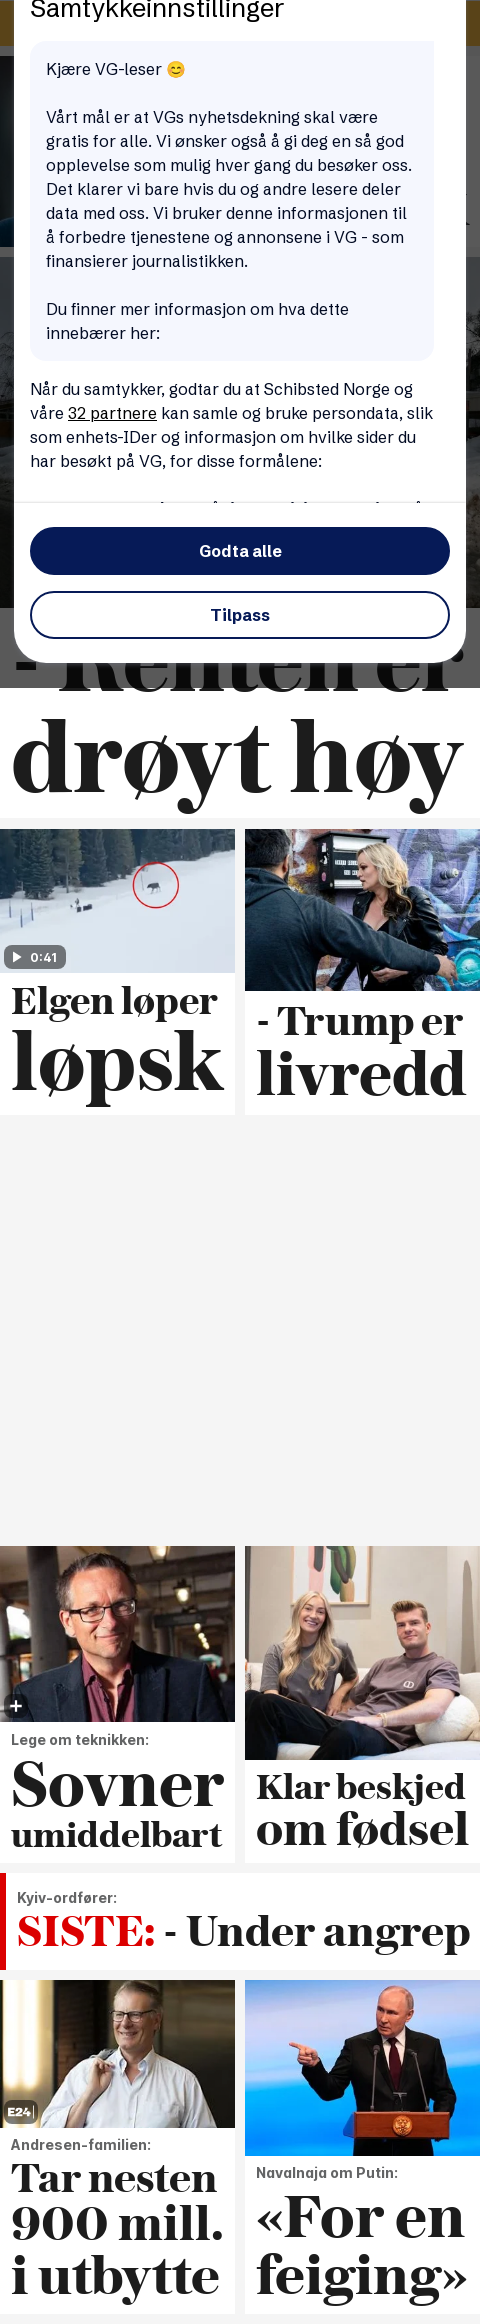 Samtykkeinnstillinger
Kjære VG-leser 😊
Vårt mål er at VGs nyhetsdekning skal være
gratis for alle. Vi ønsker også å gi deg en så god
opplevelse som mulig hver gang du besøker oss.
Det klarer vi bare hvis du og andre lesere deler
data med oss. Vi bruker denne informasjonen til
å forbedre tjenestene og annonsene i VG - som
finansierer journalistikken.
Du finner mer informasjon om hva dette
innebærer her:
Når du samtykker, godtar du at Schibsted Norge og
våre 32 partnere kan samle og bruke persondata, slik
som enhets-IDer og informasjon om hvilke sider du
har besøkt på VG, for disse formålene:
Godta alle
Tilpass
- Renten er
drøyt høy
0:41
Elgen løper
løpsk
- Trump er
livredd
Lege om teknikken:
Sovner
umiddelbart
Klar beskjed
om fødsel
Kyiv-ordfører:
SISTE: - Under angrep
E24
Andresen-familien:
Tar nesten
900 mill.
i utbytte
Navalnaja om Putin:
«For en
feiging»